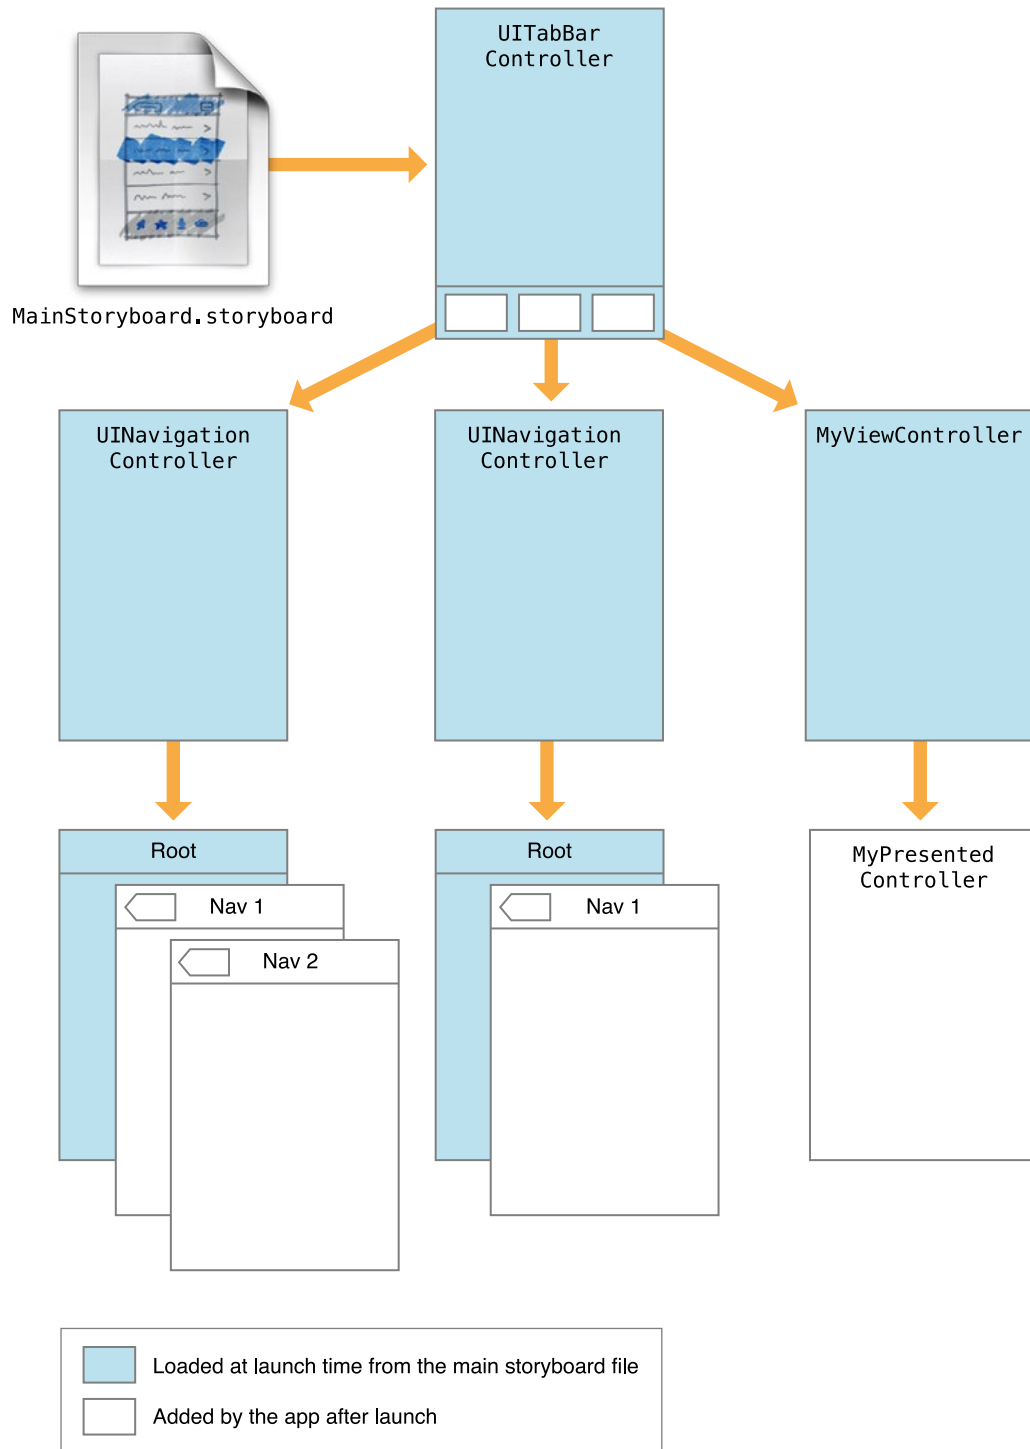 UITabBar
Controller
MainStoryboard.storyboard
UINavigation
Controller
UINavigation
Controller
MyViewController
Root
Nav 1
Nav 2
Root
Nav 1
MyPresented
Controller
Loaded at launch time from the main storyboard file
Added by the app after launch